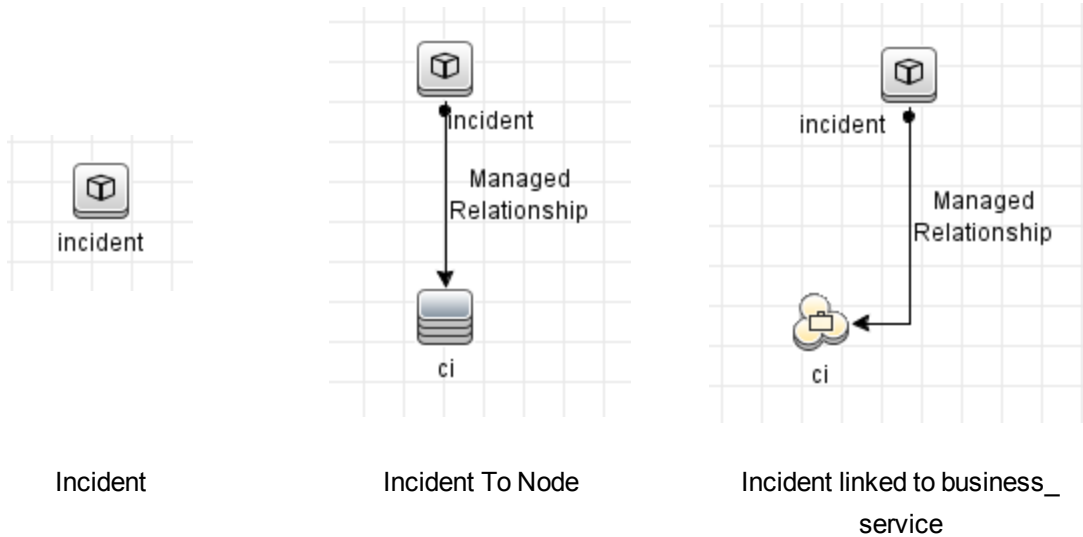 incident
Incident
incident
Managed
Relationship
ci
Incident To Node
incident
Managed
Relationship
ci
Incident linked to business_
service